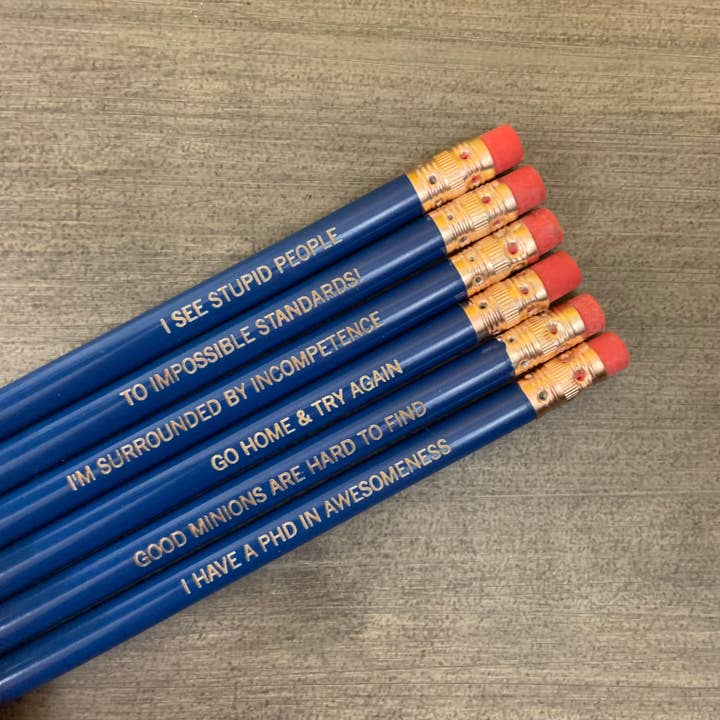 I SEE STUPID PEOPLE
TO IMPOSSIBLE STANDARDS!
I'M SURROUNDED BY INCOMPETENCE
GO HOME & TRY AGAIN
GOOD MINIONS ARE HARD TO FIND
I HAVE A PHD IN AWESOMENESS